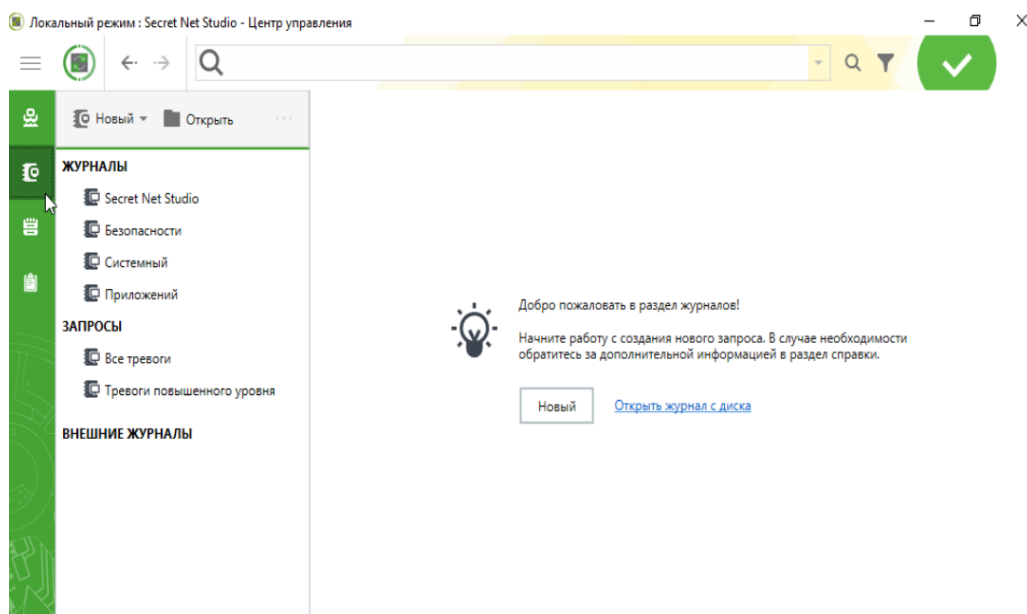 Локальный режим : Secret Net Studio - Центр управления
Новый
Открыть
ЖУРНАЛЫ
Secret Net Studio
Безопасности
Системный
Приложений
ЗАПРОСЫ
Все тревоги
Тревоги повышенного уровня
ВНЕШНИЕ ЖУРНАЛЫ
Добро пожаловать в раздел журналов!
Начните работу с создания нового запроса. В случае необходимости
обратитесь за дополнительной информацией в раздел справки.
Новый
Открыть журнал с диска